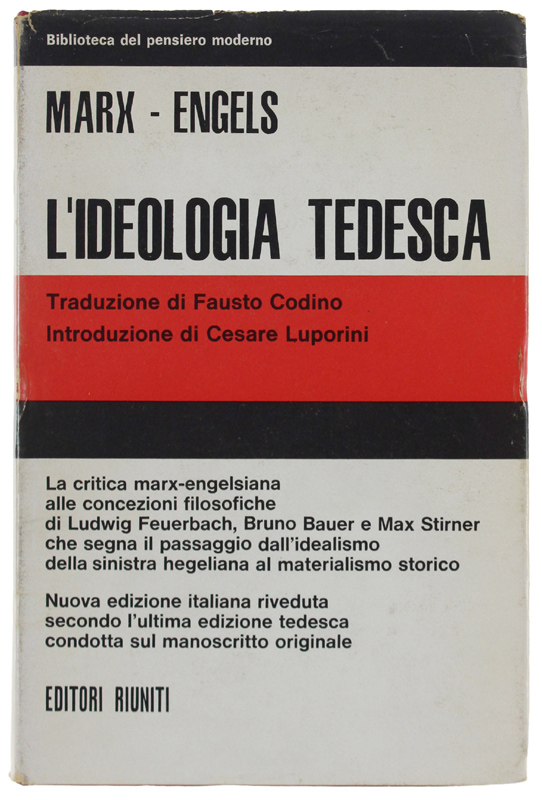 Biblioteca del pensiero moderno
MARX - ENGELS
L'IDEOLOGIA TEDESCA
Traduzione di Fausto Codino
Introduzione di Cesare Luporini
La critica marx-engelsiana
alle concezioni filosofiche
di Ludwig Feuerbach, Bruno Bauer e Max Stirner
che segna il passaggio dall'idealismo
della sinistra hegeliana al materialismo storico
Nuova edizione italiana riveduta
secondo l'ultima edizione tedesca
condotta sul manoscritto originale
EDITORI RIUNITI